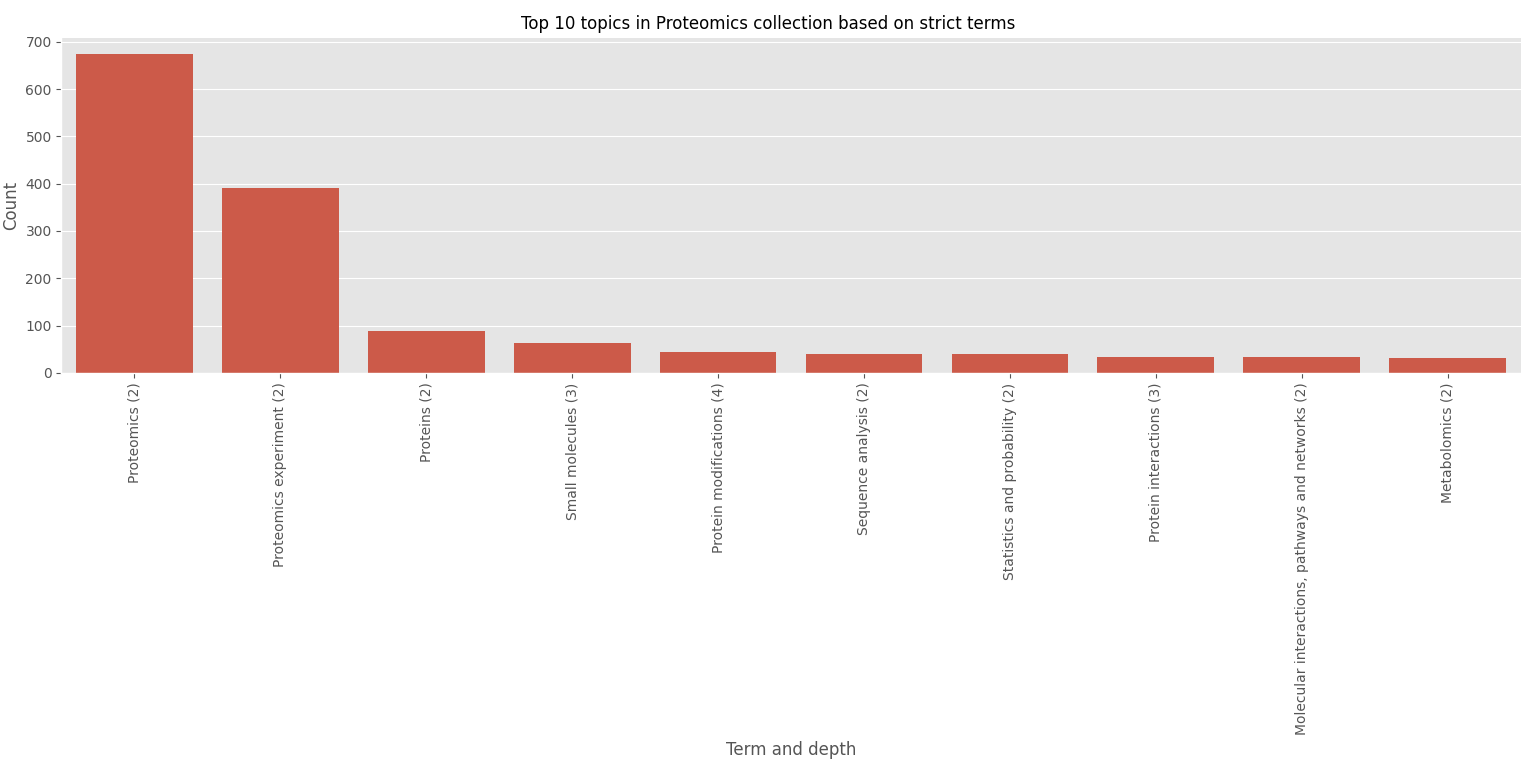 Top 10 topics in Proteomics collection based on strict terms
700
600
500
400
300
200
100
0
Count
Proteomics (2)
Proteomics experiment (2)
Proteins (2)
Small molecules (3)
Protein modifications (4)
Sequence analysis (2)
Statistics and probability (2)
Protein interactions (3)
Molecular interactions, pathways and networks (2)
Metabolomics (2)
Term and depth